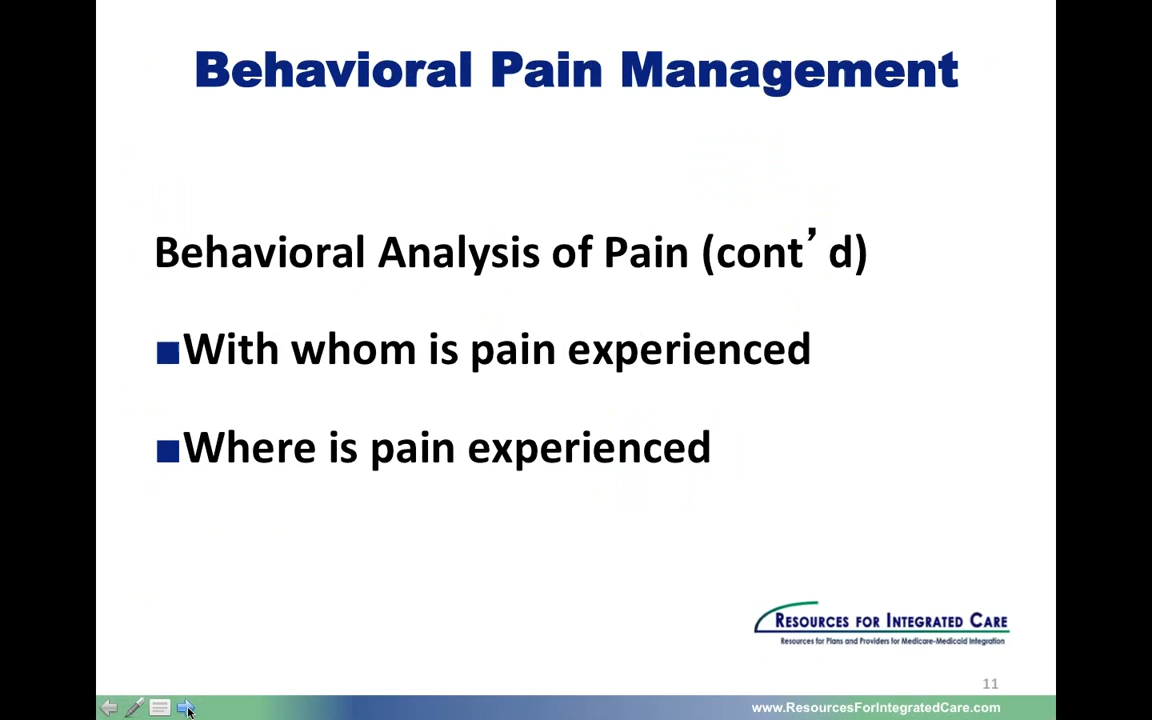 Behavioral Pain Management
Behavioral Analysis of Pain (cont’ d)
■With whom is pain experienced
■Where is pain experienced
RESOURCES FOR INTEGRATED CARE
Resources for Plans and Providers for Medicare-Medicaid Integration
11
www.ResourcesForIntegratedCare.com